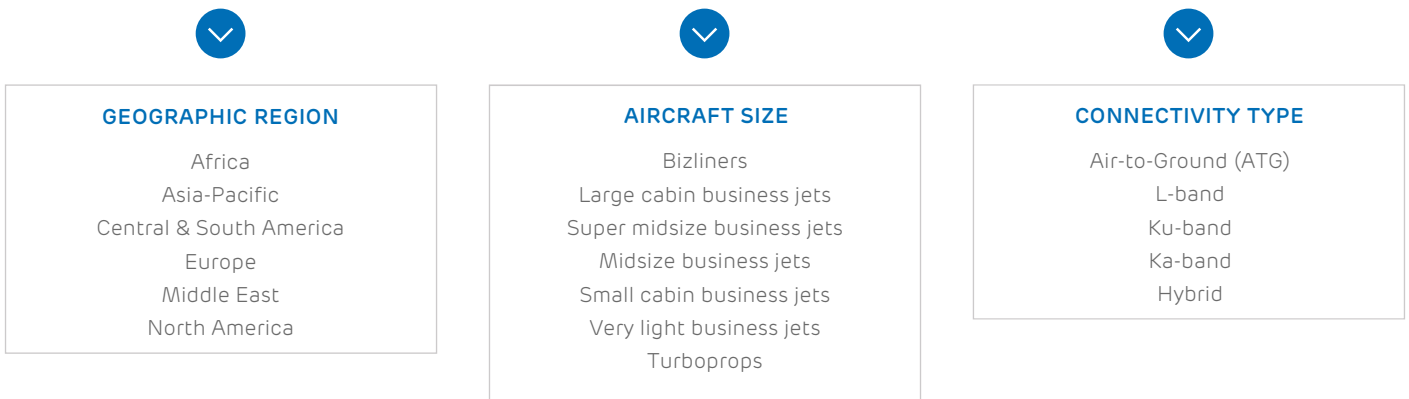 GEOGRAPHIC REGION
Africa
Asia-Pacific
Central & South America
Europe
Middle East
North America
AIRCRAFT SIZE
Bizliners
Large cabin business jets
Super midsize business jets
Midsize business jets
Small cabin business jets
Very light business jets
Turboprops
CONNECTIVITY TYPE
Air-to-Ground (ATG)
L-band
Ku-band
Ka-band
Hybrid